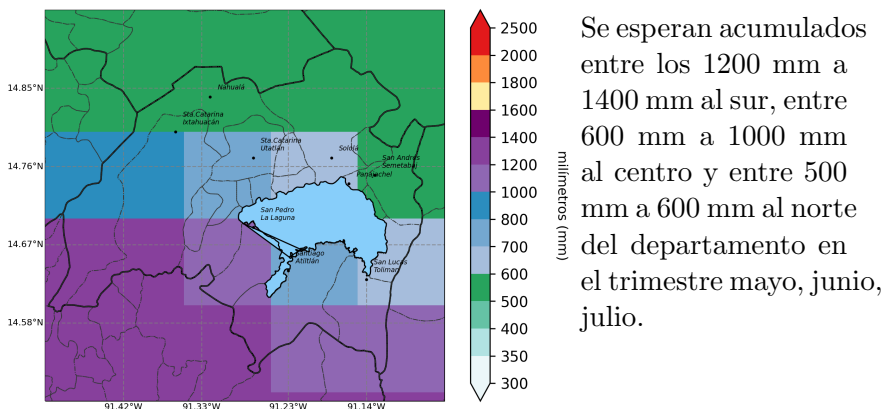 14.85°N
14.76°N
14.67°N
14.58°N
91.42°W
91.33°W
91.23°W
91.14°W
Nahualá
Sta.Catarina
Ixtahuacán
Sta.Catarina
Utatlán
Sololá
San Andrés
Semetabaj
Panajachel
San Pedro
La Laguna
Santiago
Atiltlán
San Lucas
Tolimán
2500
2000
1800
1600
1400
1200
1000
800
700
600
500
400
350
300
milímetros (mm)
Se esperan acumulados
entre los 1200 mm a
1400 mm al sur, entre
600 mm a 1000 mm
al centro y entre 500
mm a 600 mm al norte
del departamento en
el trimestre mayo, junio,
julio.